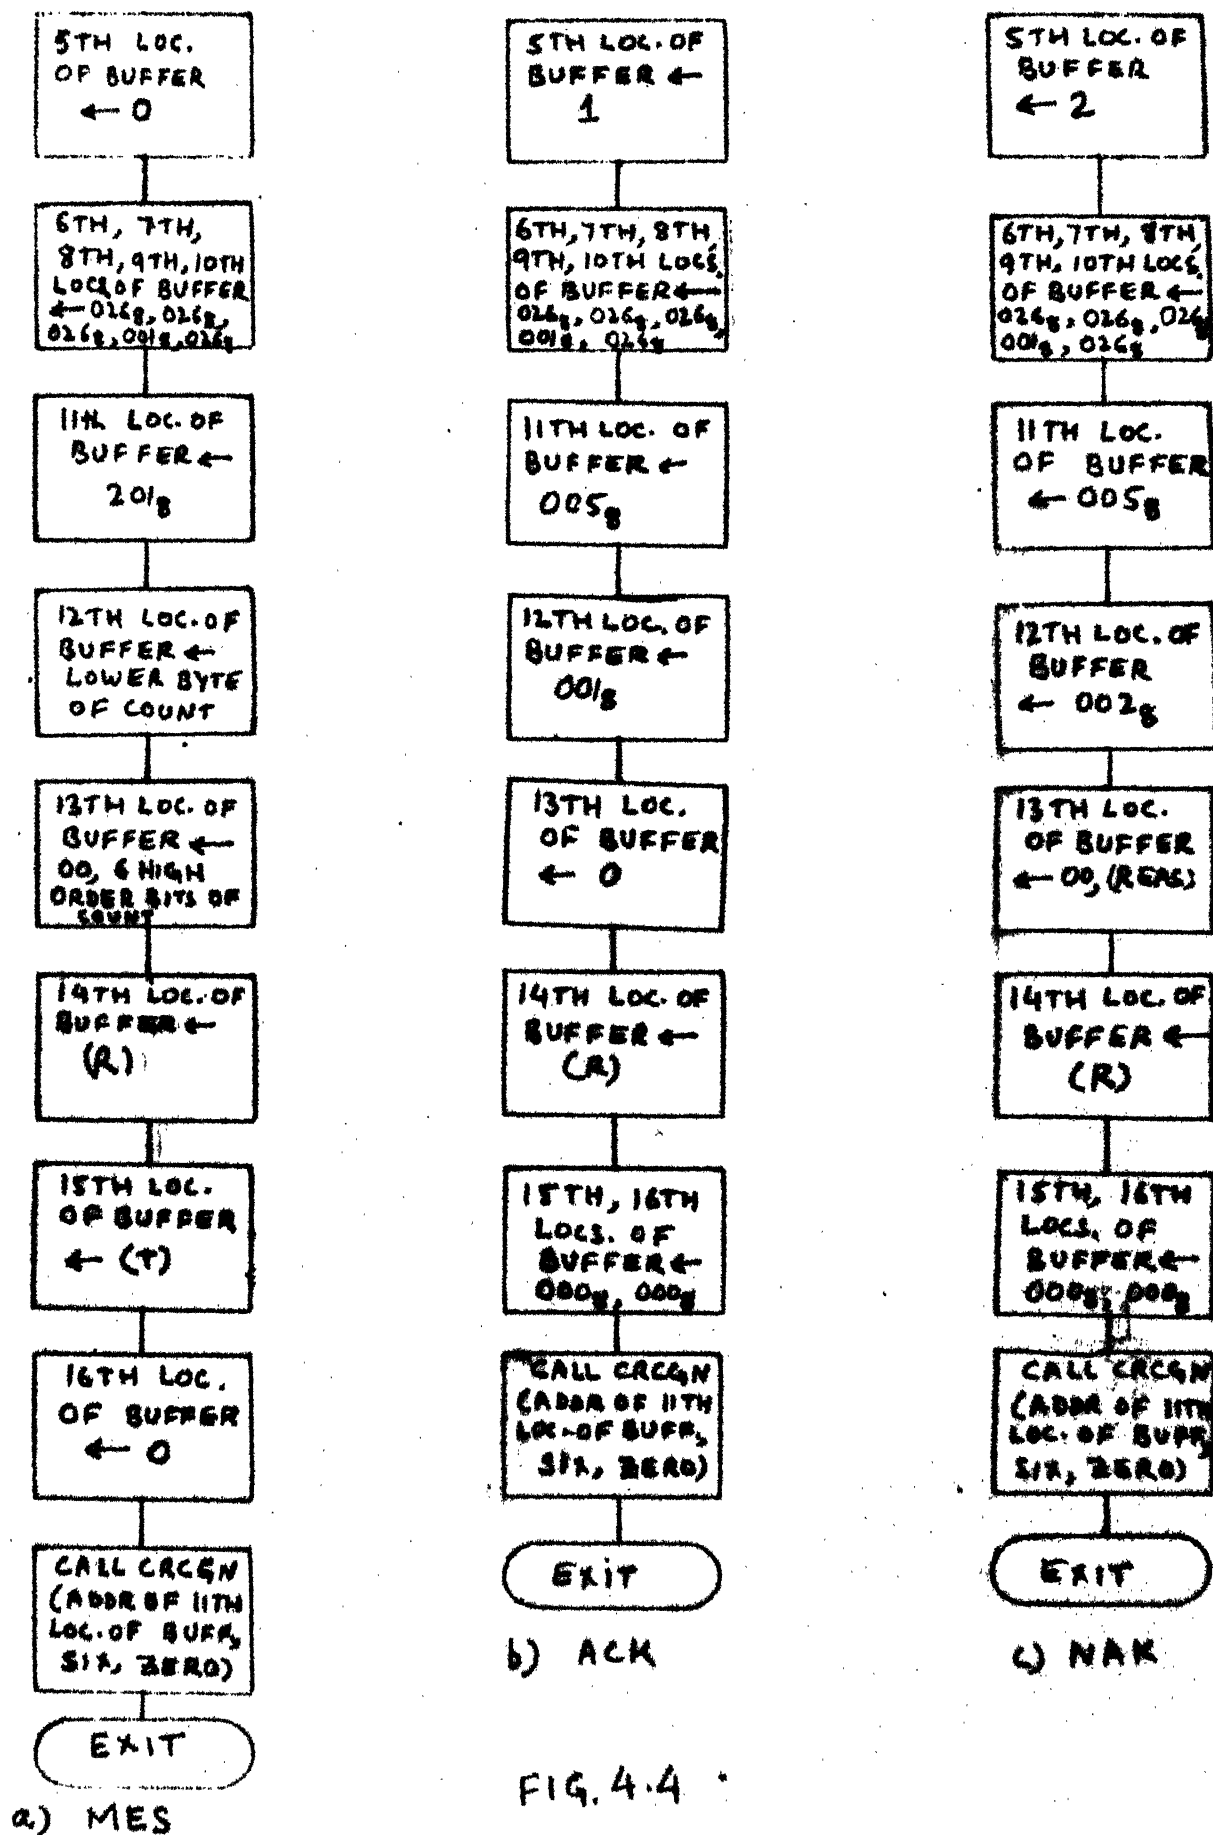 5TH LOC.
OF BUFFER
← 0
6TH, 7TH,
8TH, 9TH, 10TH
LOCS OF BUFFER
← 026₈, 026₈,
026₈, 001₈, 026₈
11th LOC. OF
BUFFER ←
201₈
12TH LOC. OF
BUFFER ←
LOWER BYTE
OF COUNT
13TH LOC. OF
BUFFER ←
00, 6 HIGH
ORDER BITS OF
COUNT
14TH LOC. OF
BUFFER ←
(R)
15TH LOC.
OF BUFFER
← (T)
16TH LOC.
OF BUFFER
← 0
CALL CRCGN
(ADDR OF 11TH
LOC. OF BUFF,
SIX, ZERO)
EXIT
a) MES
5TH LOC. OF
BUFFER ←
1
6TH, 7TH, 8TH,
9TH, 10TH LOCS.
OF BUFFER ←
026₈, 026₈, 026₈,
001₈, 026₈
11TH LOC. OF
BUFFER ←
005₈
12TH LOC. OF
BUFFER ←
001₈
13TH LOC.
OF BUFFER
← 0
14TH LOC. OF
BUFFER ←
(R)
15TH, 16TH
LOCS. OF
BUFFER ←
000₈, 000₈
CALL CRCGN
(ADDR OF 11TH
LOC. OF BUFF,
SIX, ZERO)
EXIT
b) ACK
5TH LOC. OF
BUFFER
← 2
6TH, 7TH, 8TH,
9TH, 10TH LOCS.
OF BUFFER ←
026₈, 026₈, 026₈
001₈, 026₈
11TH LOC.
OF BUFFER
← 005₈
12TH LOC. OF
BUFFER
← 002₈
13TH LOC.
OF BUFFER
← 00, (REAS)
14TH LOC. OF
BUFFER ←
(R)
15TH, 16TH
LOCS. OF
BUFFER ←
000₈, 000₈
CALL CRCGN
(ADDR OF 11TH
LOC. OF BUFF,
SIX, ZERO)
EXIT
c) NAK
FIG. 4.4